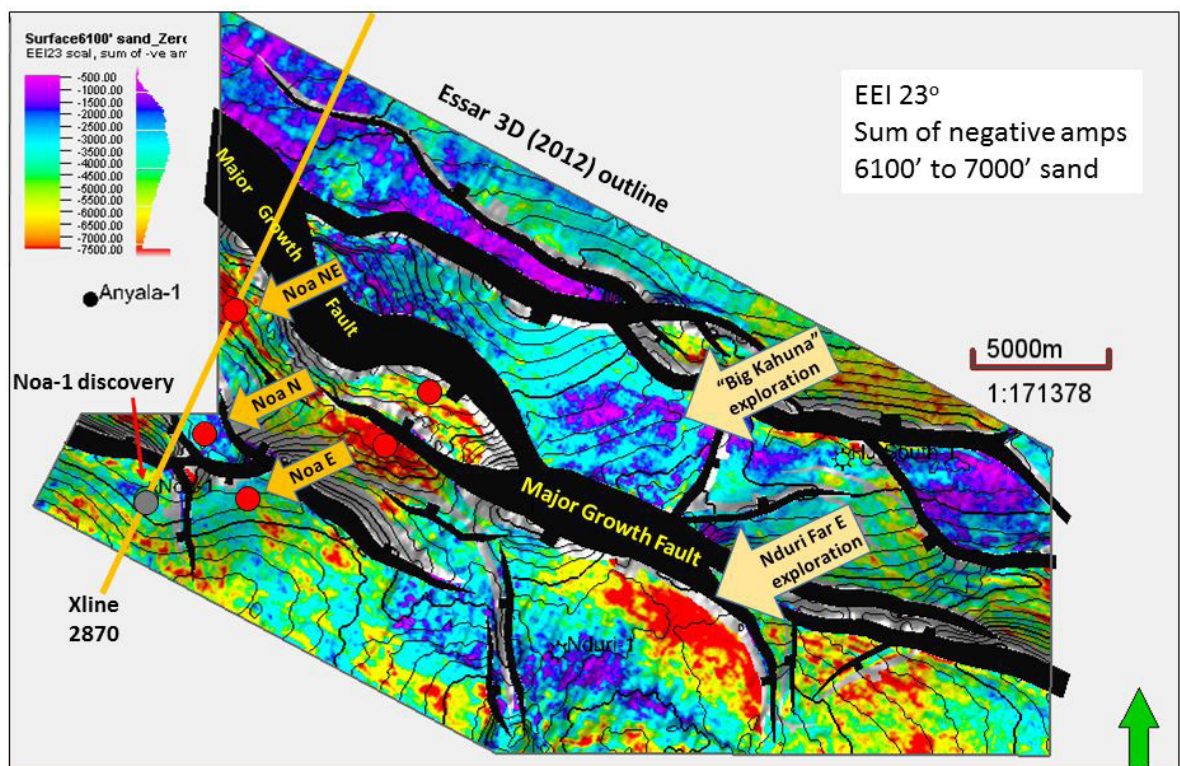 Surface6100' sand_Zero
EEI23 scal, sum of -ve am
-500.00
-1000.00
-2000.00
-2500.00
-3000.00
-3500.00
-4000.00
-4500.00
-5000.00
-5500.00
-6000.00
-6500.00
-7000.00
-7500.00
EEI 23°
Sum of negative amps
6100’ to 7000’ sand
Essar 3D (2012) outline
Major
Growth
Fault
Anyala-1
Noa NE
Noa-1 discovery
Noa N
Noa E
“Big Kahuna”
exploration
5000m
1:171378
Major Growth Fault
Nduri Far E
exploration
Xline
2870
Nduri-1